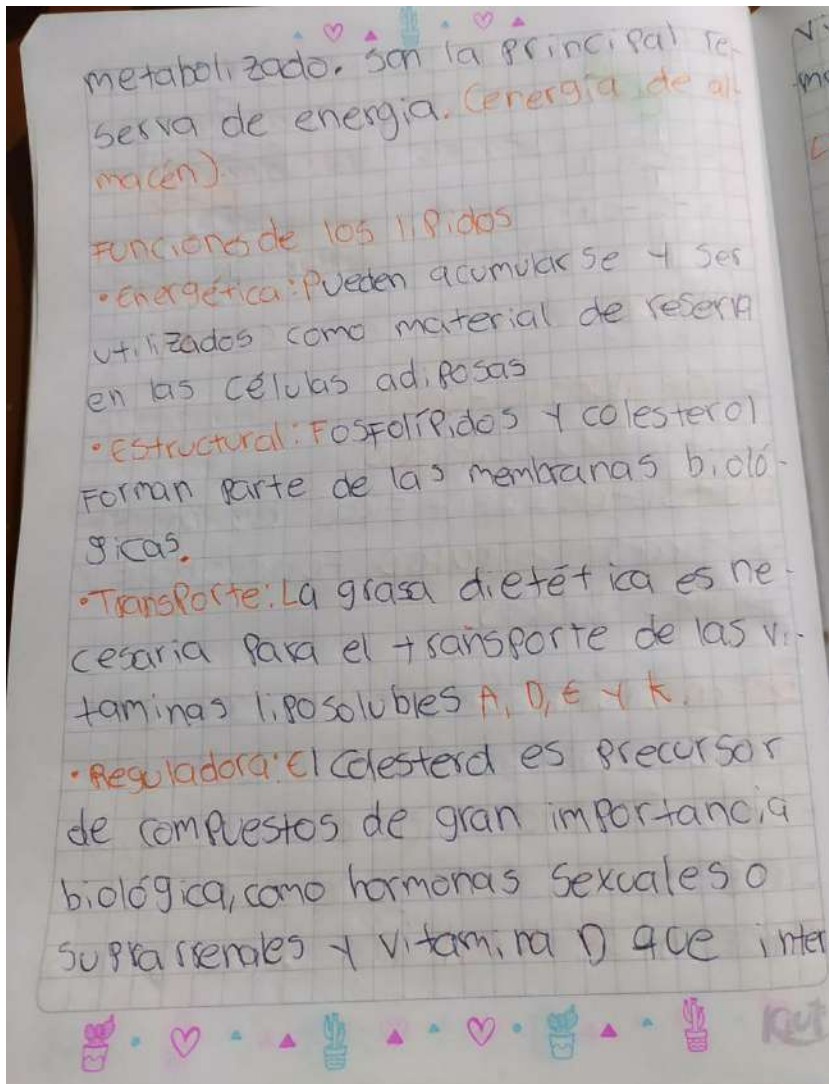 metabolizado. son la principal re-
serva de energia. (energia de al-
macén).
Funciones de los lípidos
• Energética: Pueden acumularse y ser
utilizados como material de reserva
en las células adiposas
• Estructural: Fosfolípidos y colesterol
Forman parte de las membranas bioló-
gicas.
• Transporte: La grasa dietética es ne-
cesaria para el transporte de las vi-
taminas liposolubles A, D, E y K.
• Reguladora: El colesterol es precursor
de compuestos de gran importancia
biológica, como hormonas sexuales o
suprarrenales y vitamina D que inter